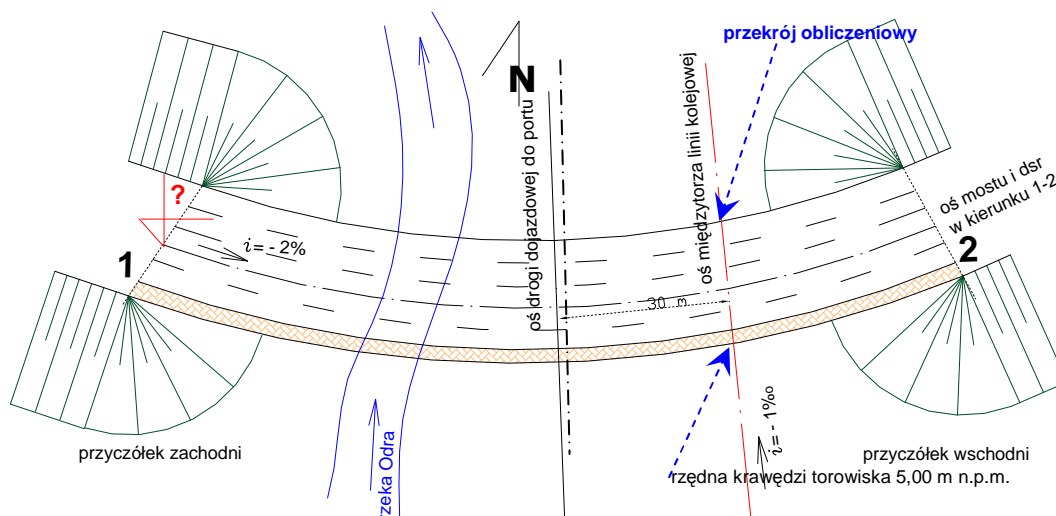 przekrój obliczeniowy
N
oś drogi dojazdowej do portu
oś międzytorza linii kolejowej
oś mostu i dsr
w kierunku 1-2
?
1
i = - 2%
2
30 m
i = - 1‰
przyczółek zachodni
rzeka Odra
przyczółek wschodni
rzędna krawędzi torowiska 5,00 m n.p.m.